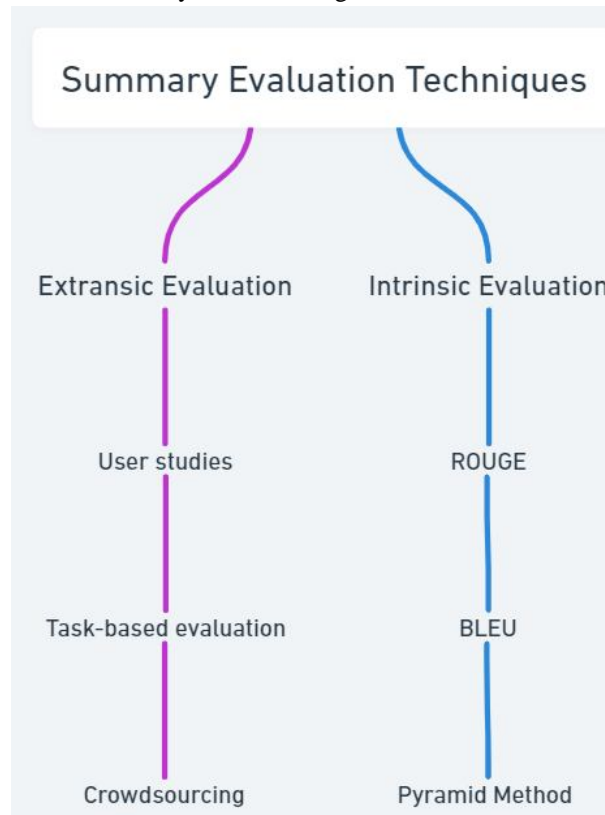 Summary Evaluation Techniques
Extransic Evaluation
Intrinsic Evaluation
User studies
ROUGE
Task-based evaluation
BLEU
Crowdsourcing
Pyramid Method